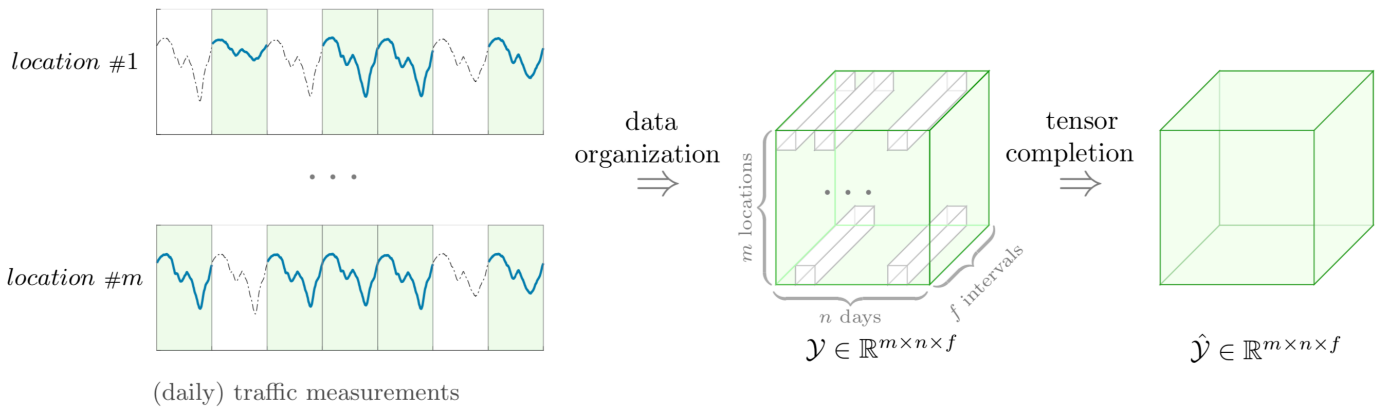 location #1
. . .
location #m
(daily) traffic measurements
data
organization
⇒
m locations
. . .
n days
f intervals
𝒴 ∈ ℝ^{m×n×f}
tensor
completion
⇒
𝒴̂ ∈ ℝ^{m×n×f}